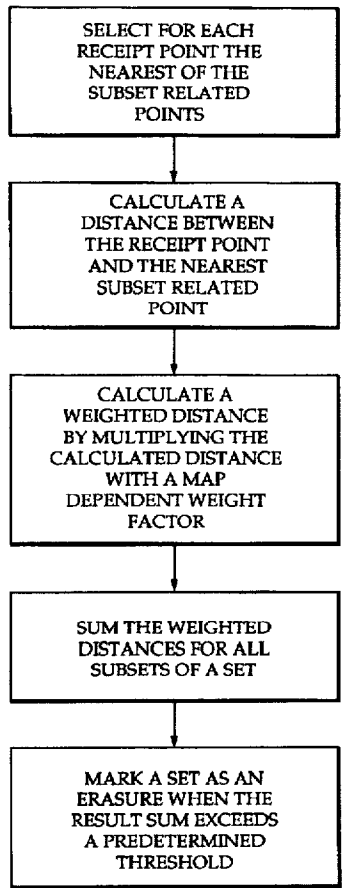 SELECT FOR EACH
RECEIPT POINT THE
NEAREST OF THE
SUBSET RELATED
POINTS
CALCULATE A
DISTANCE BETWEEN
THE RECEIPT POINT
AND THE NEAREST
SUBSET RELATED
POINT
CALCULATE A
WEIGHTED DISTANCE
BY MULTIPLYING THE
CALCULATED DISTANCE
WITH A MAP
DEPENDENT WEIGHT
FACTOR
SUM THE WEIGHTED
DISTANCES FOR ALL
SUBSETS OF A SET
MARK A SET AS AN
ERASURE WHEN THE
RESULT SUM EXCEEDS
A PREDETERMINED
THRESHOLD